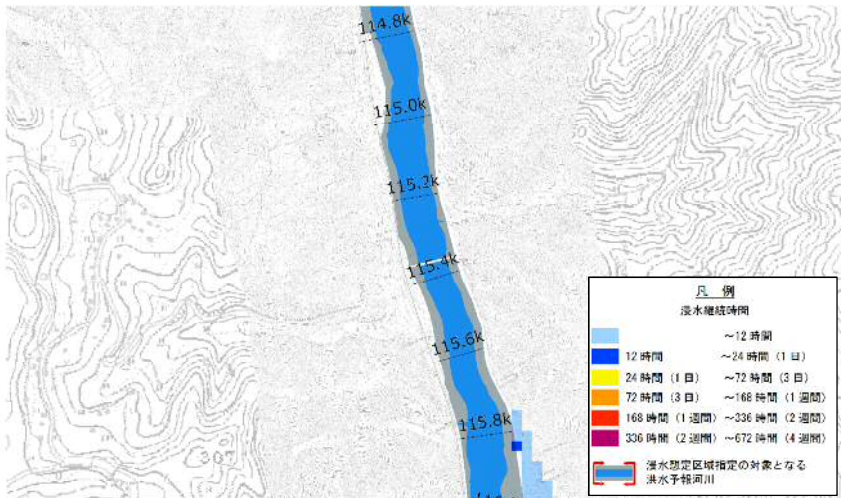 114.8k
115.0k
115.2k
115.4k
115.6k
115.8k
307
凡 例
浸水継続時間
～12 時間
12 時間 ～24 時間 (1 日)
24 時間 (1 日) ～72 時間 (3 日)
72 時間 (3 日) ～168 時間 (1 週間)
168 時間 (1 週間) ～336 時間 (2 週間)
336 時間 (2 週間) ～672 時間 (4 週間)
浸水想定区域指定の対象となる
洪水予報河川